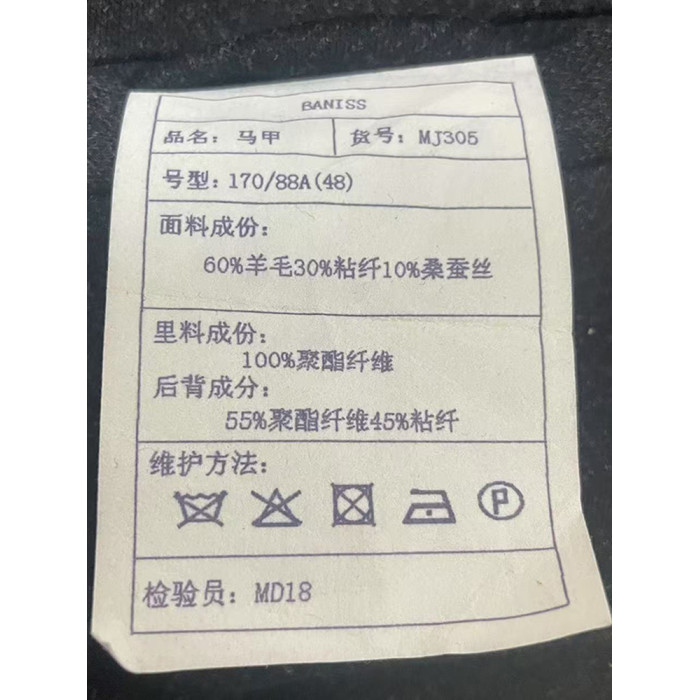 BANISS
品名：马甲 货号：MJ305
号型：170/88A(48)
面料成份：
60%羊毛30%粘纤10%桑蚕丝
里料成份：
100%聚酯纤维
后背成分：
55%聚酯纤维45%粘纤
维护方法：
P
检验员：MD18